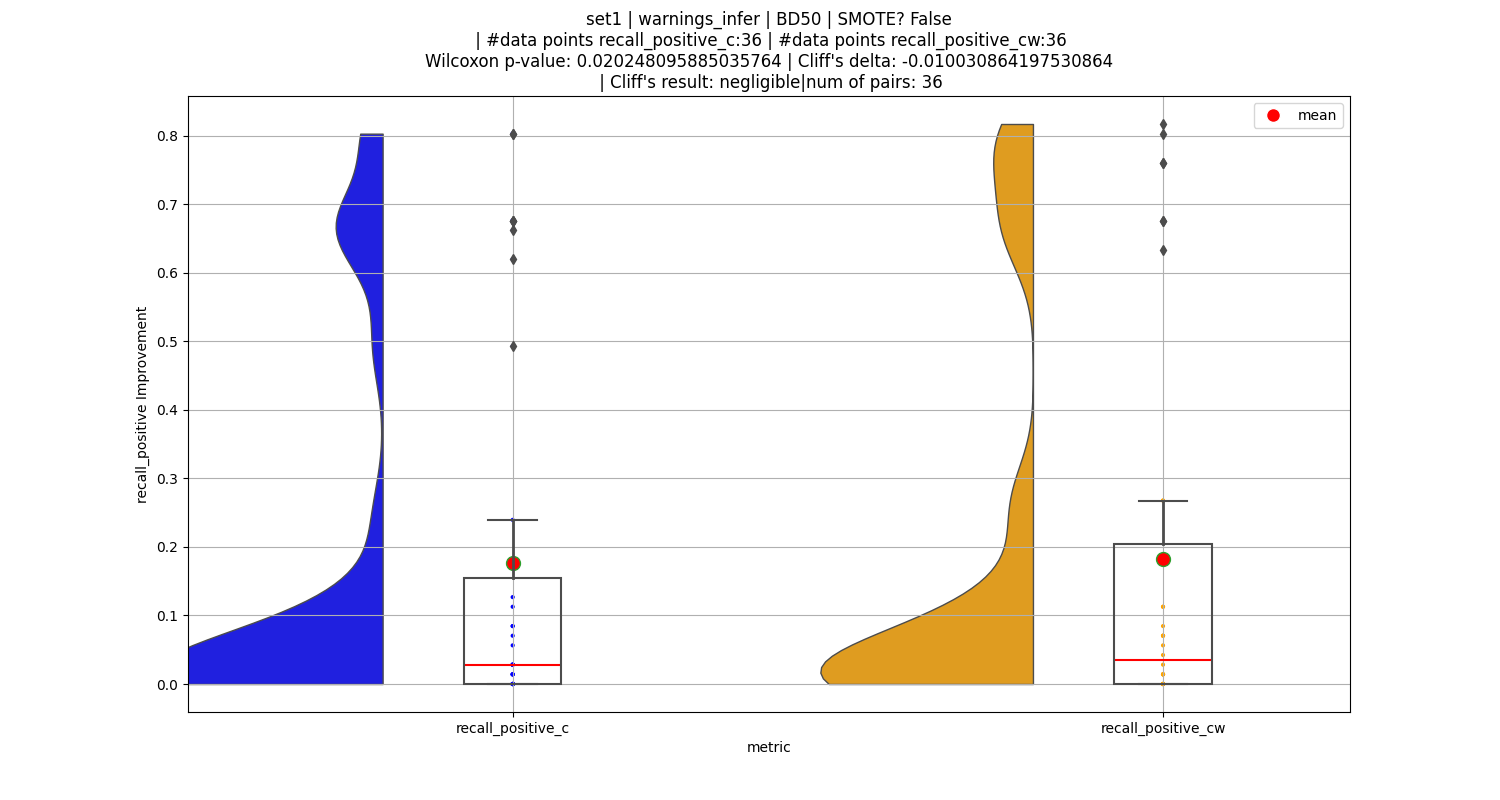 set1 | warnings_infer | BD50 | SMOTE? False
| #data points recall_positive_c:36 | #data points recall_positive_cw:36
Wilcoxon p-value: 0.020248095885035764 | Cliff's delta: -0.010030864197530864
| Cliff's result: negligible|num of pairs: 36
mean
0.8
0.7
0.6
0.5
0.4
0.3
0.2
0.1
0.0
recall_positive Improvement
recall_positive_c
recall_positive_cw
metric